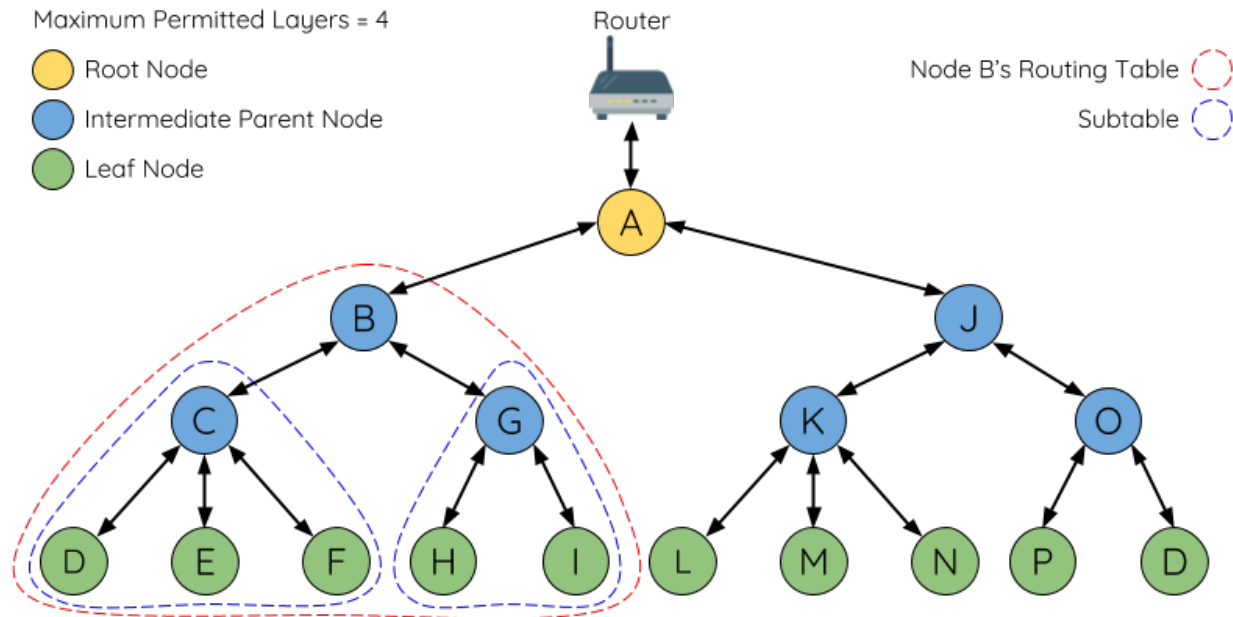 Maximum Permitted Layers = 4
Router
Root Node
Node B's Routing Table
Intermediate Parent Node
Subtable
Leaf Node
A
B
J
C
G
K
O
D
E
F
H
I
L
M
N
P
D